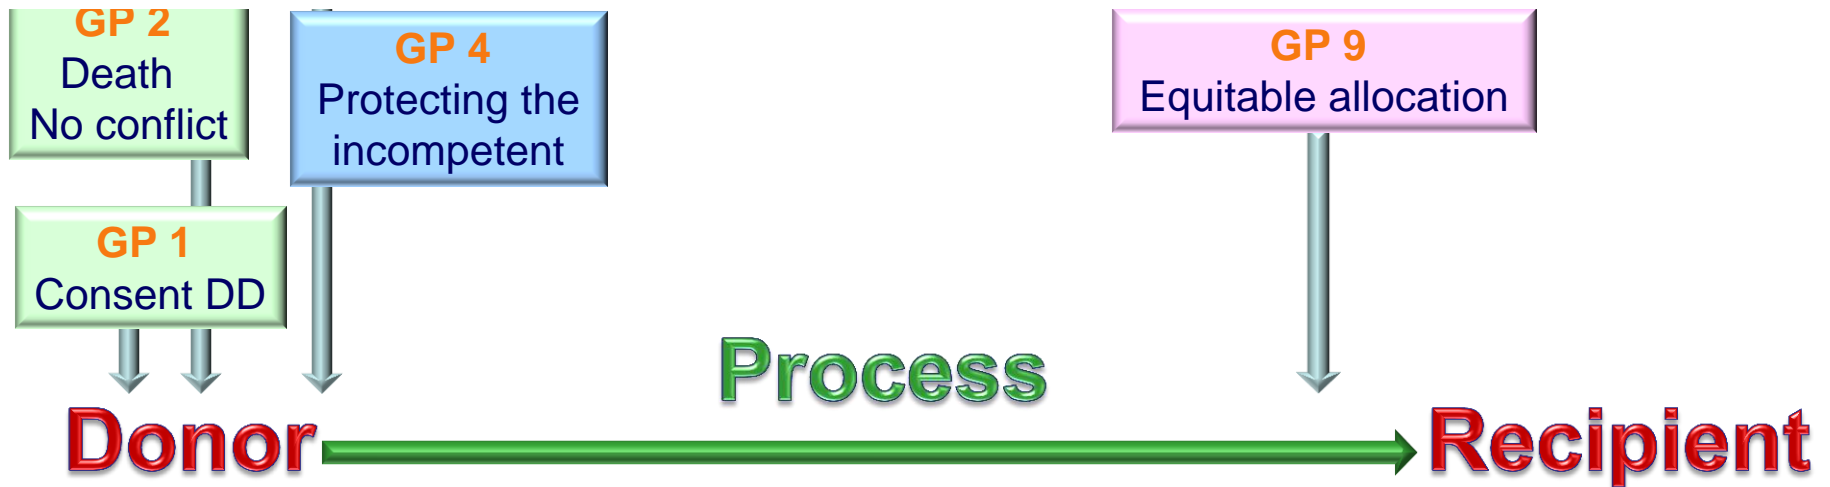 GP 2
Death
No conflict
GP 4
Protecting the
incompetent
GP 9
Equitable allocation
GP 1
Consent DD
Process
Donor
Recipient